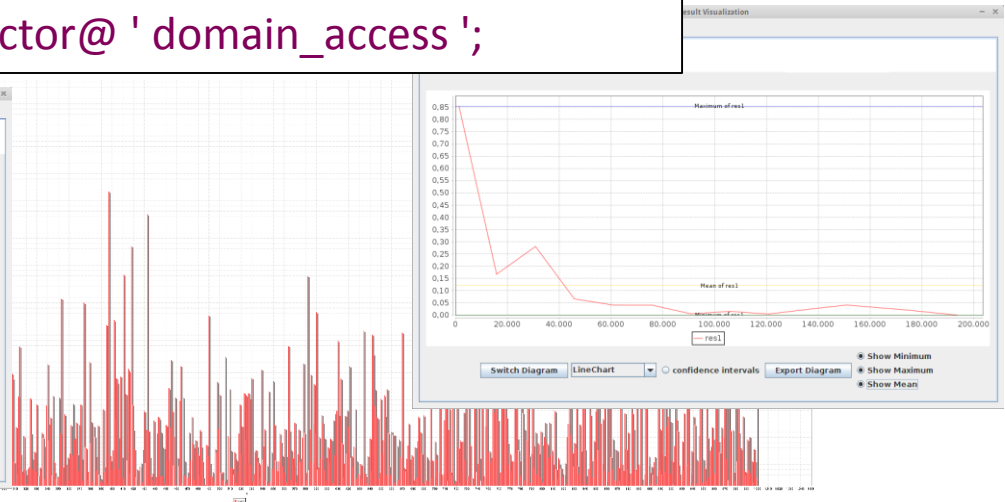 ctor@ ' domain_access ';
esult Visualization
0,85
0,80
0,75
0,70
0,65
0,60
0,55
0,50
0,45
0,40
0,35
0,30
0,25
0,20
0,15
0,10
0,05
0,00
Maximum of res1
Mean of res1
Minimum of res1
0 20.000 40.000 60.000 80.000 100.000 120.000 140.000 160.000 180.000 200.000
res1
Show Minimum
Switch Diagram LineChart confidence intervals Export Diagram Show Maximum
Show Mean